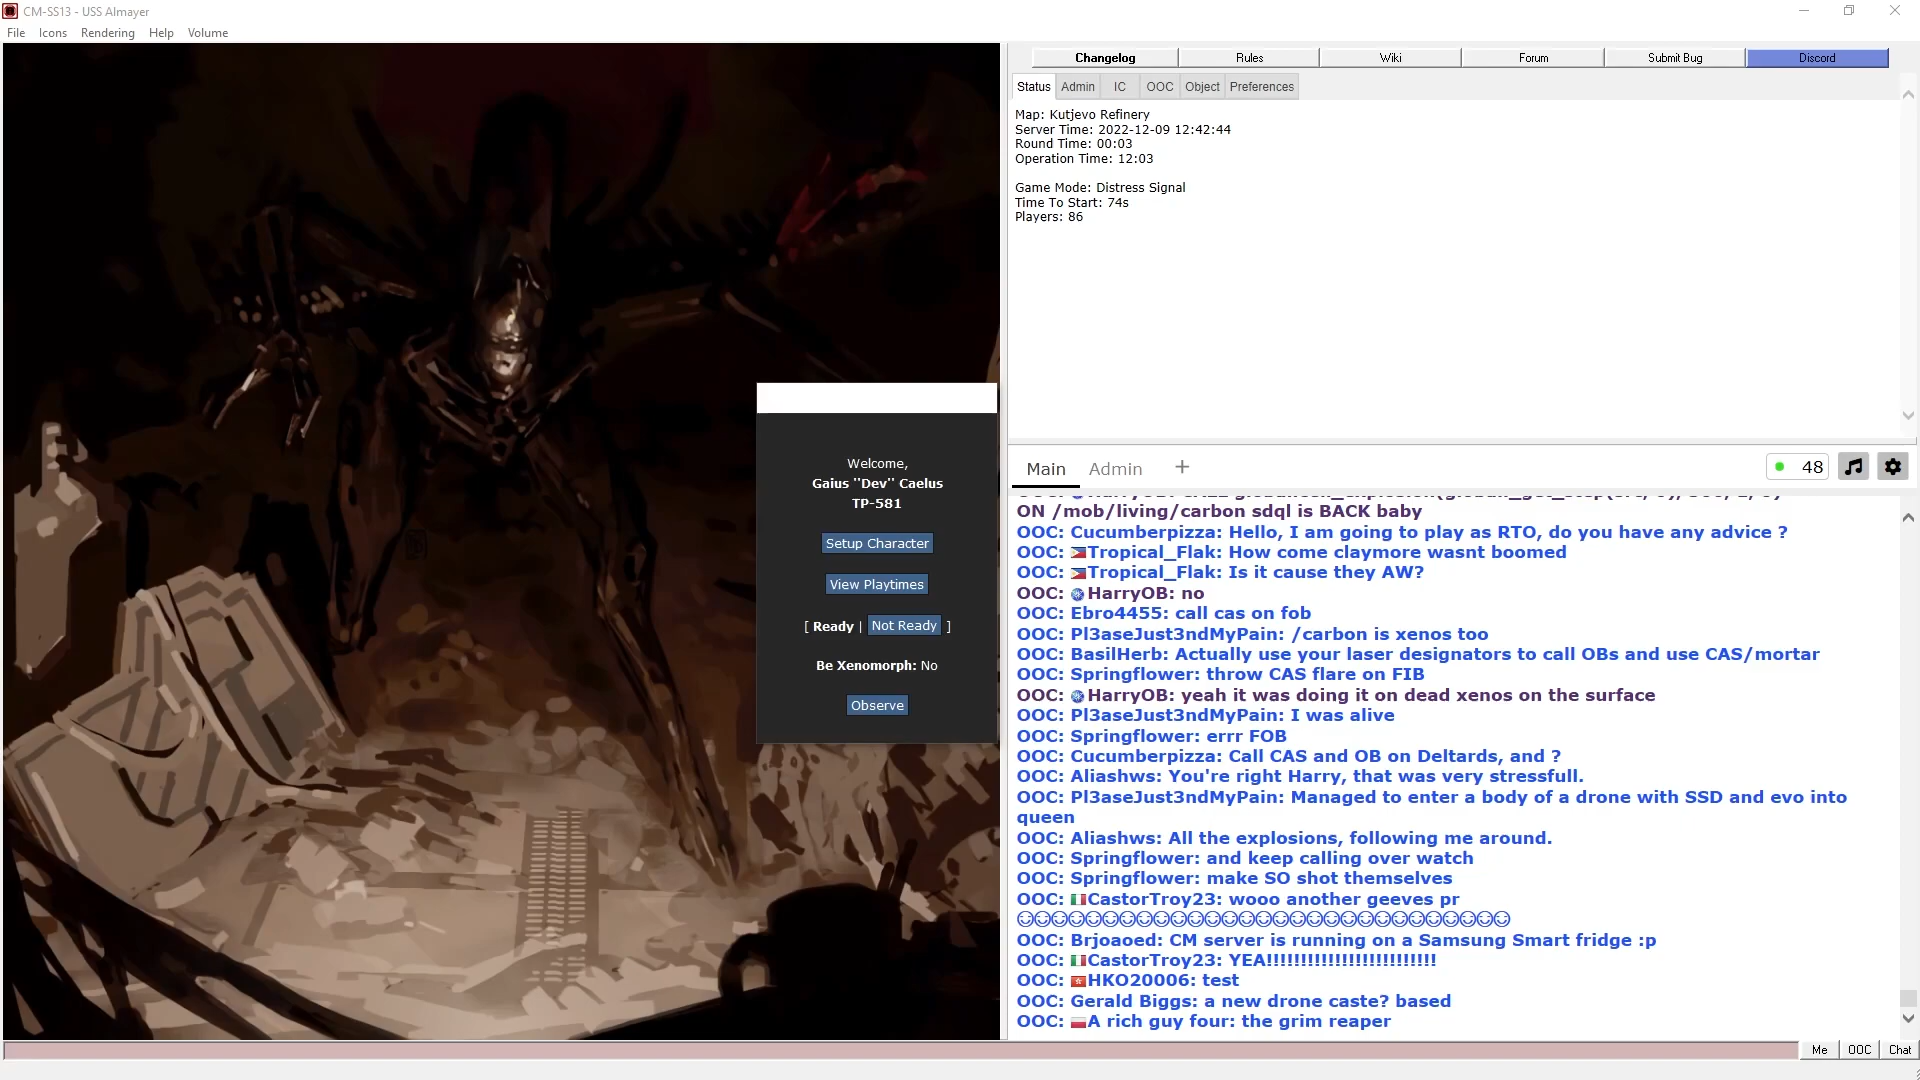 CM-SS13 - USS Almayer
File Icons Rendering Help Volume
Changelog Rules Wiki Forum Submit Bug Discord
Status Admin IC OOC Object Preferences
Map: Kutjevo Refinery
Server Time: 2022-12-09 12:42:44
Round Time: 00:03
Operation Time: 12:03
Game Mode: Distress Signal
Time To Start: 74s
Players: 86
Welcome,
Gaius "Dev" Caelus
TP-581
Setup Character
View Playtimes
[ Ready | Not Ready ]
Be Xenomorph: No
Observe
Main Admin + 48
ON /mob/living/carbon sdql is BACK baby
OOC: Cucumberpizza: Hello, I am going to play as RTO, do you have any advice ?
OOC: Tropical_Flak: How come claymore wasnt boomed
OOC: Tropical_Flak: Is it cause they AW?
OOC: HarryOB: no
OOC: Ebro4455: call cas on fob
OOC: Pl3aseJust3ndMyPain: /carbon is xenos too
OOC: BasilHerb: Actually use your laser designators to call OBs and use CAS/mortar
OOC: Springflower: throw CAS flare on FIB
OOC: HarryOB: yeah it was doing it on dead xenos on the surface
OOC: Pl3aseJust3ndMyPain: I was alive
OOC: Springflower: errr FOB
OOC: Cucumberpizza: Call CAS and OB on Deltards, and ?
OOC: Aliashws: You're right Harry, that was very stressfull.
OOC: Pl3aseJust3ndMyPain: Managed to enter a body of a drone with SSD and evo into
queen
OOC: Aliashws: All the explosions, following me around.
OOC: Springflower: and keep calling over watch
OOC: Springflower: make SO shot themselves
OOC: CastorTroy23: wooo another geeves pr
☺☺☺☺☺☺☺☺☺☺☺☺☺☺☺☺☺☺☺☺☺☺☺☺☺☺☺☺☺
OOC: Brjoaoed: CM server is running on a Samsung Smart fridge :p
OOC: CastorTroy23: YEA!!!!!!!!!!!!!!!!!!!!!!!!!
OOC: HKO20006: test
OOC: Gerald Biggs: a new drone caste? based
OOC: A rich guy four: the grim reaper
Me OOC Chat